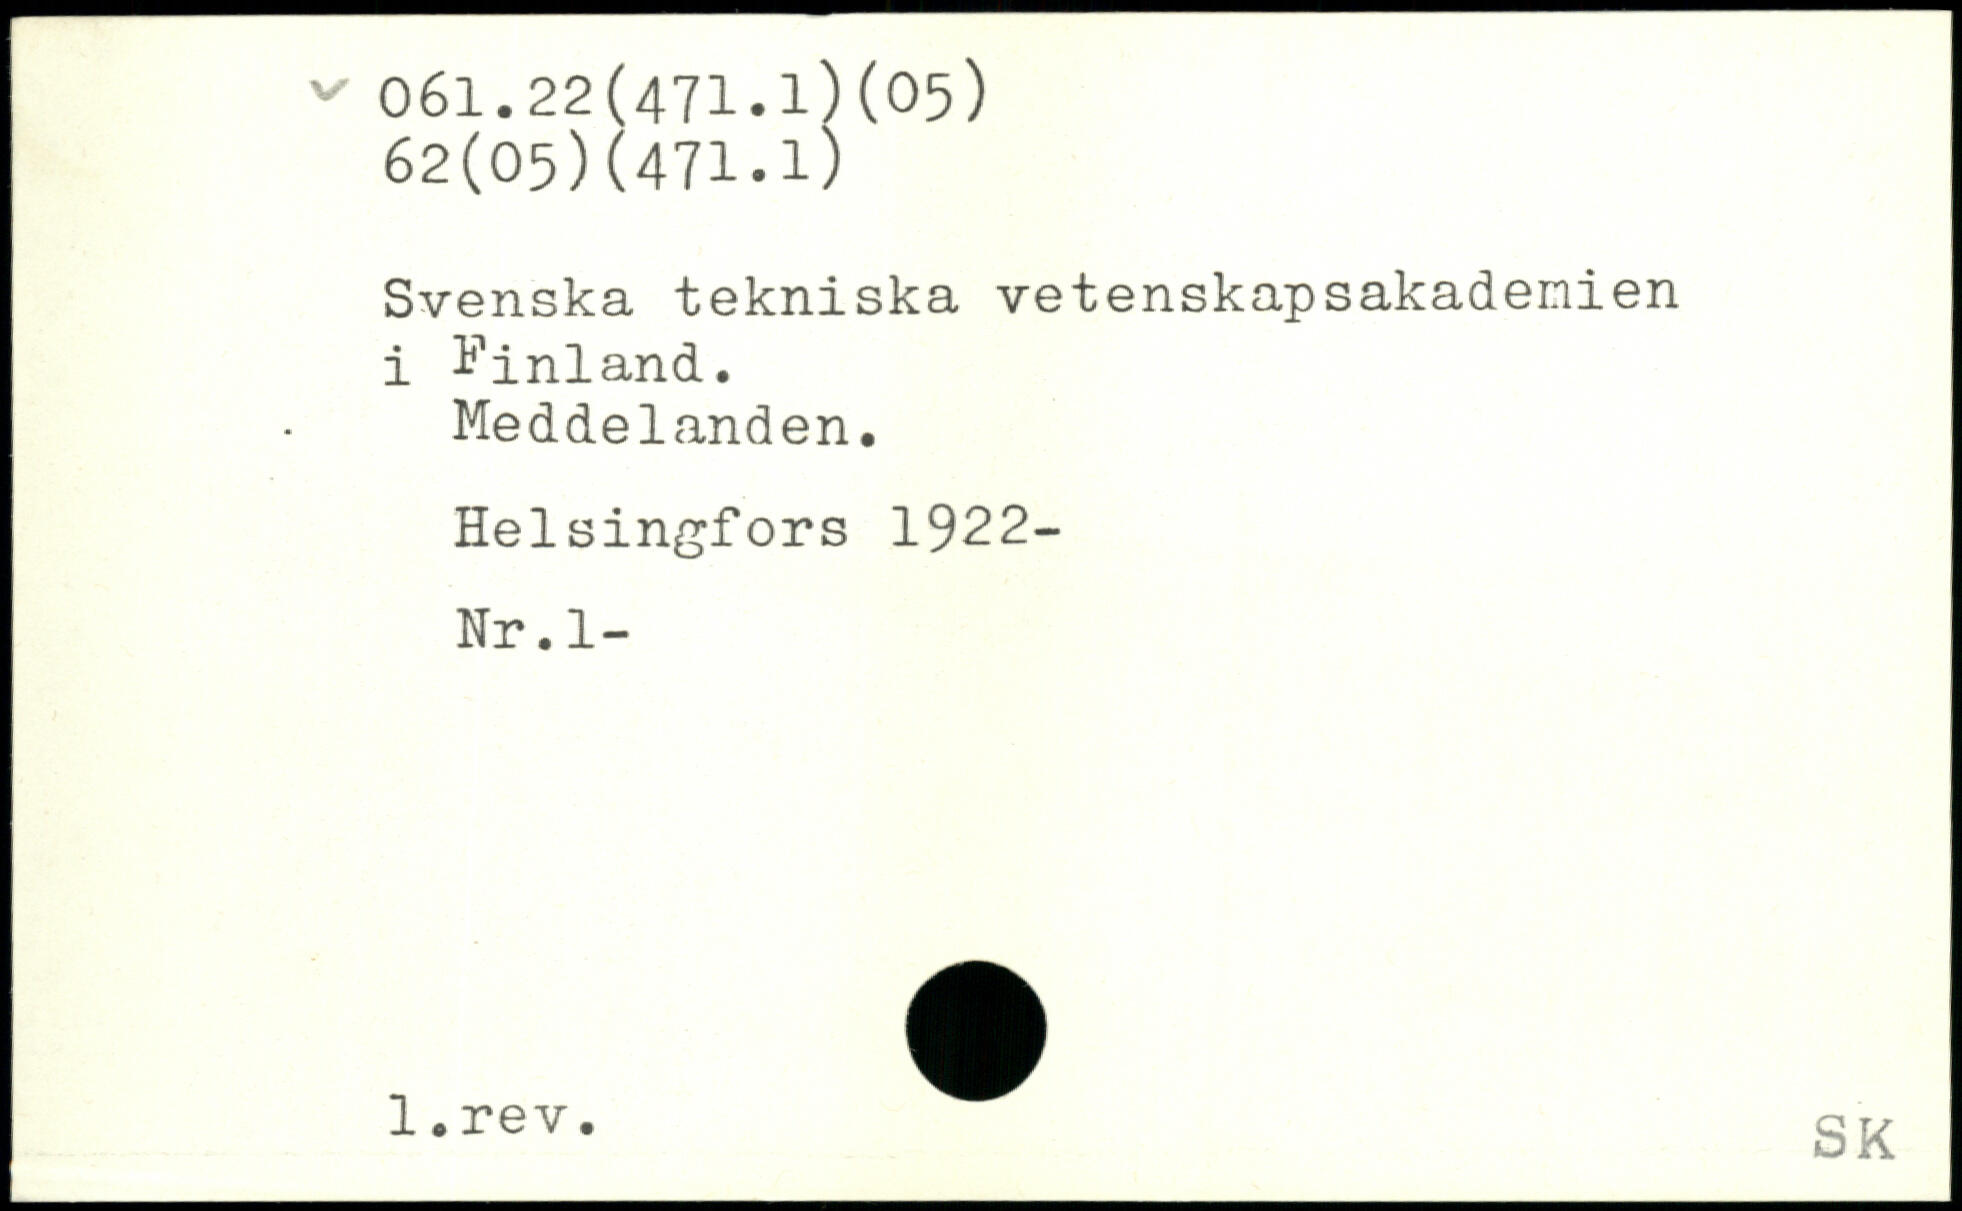 ✓ 061.22(471.1)(05)
62(05)(471.1)
Svenska tekniska vetenskapsakademien
i Finland.
Meddelanden.
Helsingfors 1922-
Nr.1-
1.rev.
SK